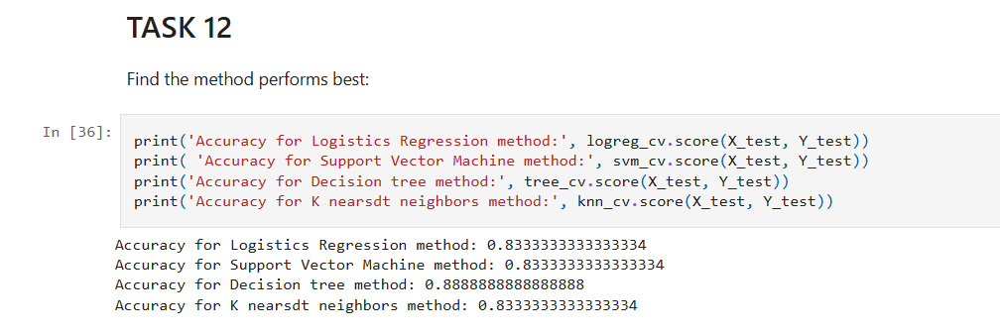 TASK 12
Find the method performs best:
In [36]:
print('Accuracy for Logistics Regression method:', logreg_cv.score(X_test, Y_test))
print( 'Accuracy for Support Vector Machine method:', svm_cv.score(X_test, Y_test))
print('Accuracy for Decision tree method:', tree_cv.score(X_test, Y_test))
print('Accuracy for K nearsdt neighbors method:', knn_cv.score(X_test, Y_test))
Accuracy for Logistics Regression method: 0.8333333333333334
Accuracy for Support Vector Machine method: 0.8333333333333334
Accuracy for Decision tree method: 0.8888888888888888
Accuracy for K nearsdt neighbors method: 0.8333333333333334